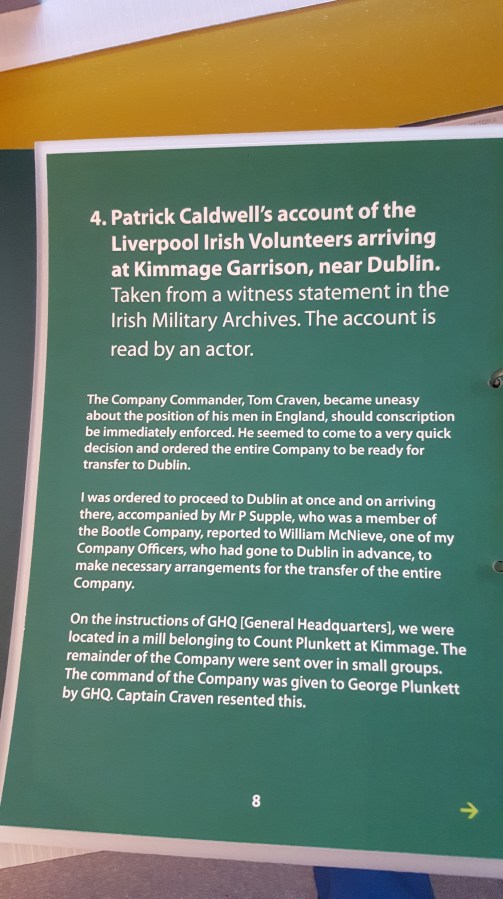 4. Patrick Caldwell's account of the
Liverpool Irish Volunteers arriving
at Kimmage Garrison, near Dublin.
Taken from a witness statement in the
Irish Military Archives. The account is
read by an actor.
The Company Commander, Tom Craven, became uneasy
about the position of his men in England, should conscription
be immediately enforced. He seemed to come to a very quick
decision and ordered the entire Company to be ready for
transfer to Dublin.
I was ordered to proceed to Dublin at once and on arriving
there, accompanied by Mr P Supple, who was a member of
the Bootle Company, reported to William McNieve, one of my
Company Officers, who had gone to Dublin in advance, to
make necessary arrangements for the transfer of the entire
Company.
On the instructions of GHQ [General Headquarters], we were
located in a mill belonging to Count Plunkett at Kimmage. The
remainder of the Company were sent over in small groups.
The command of the Company was given to George Plunkett
by GHQ. Captain Craven resented this.
8